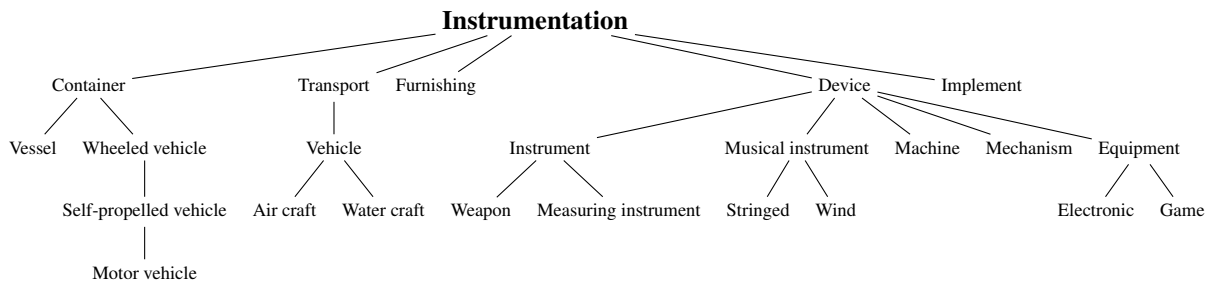 Instrumentation
Container Transport Furnishing Device Implement
Vessel Wheeled vehicle Vehicle Instrument Musical instrument Machine Mechanism Equipment
Self-propelled vehicle Air craft Water craft Weapon Measuring instrument Stringed Wind Electronic Game
Motor vehicle